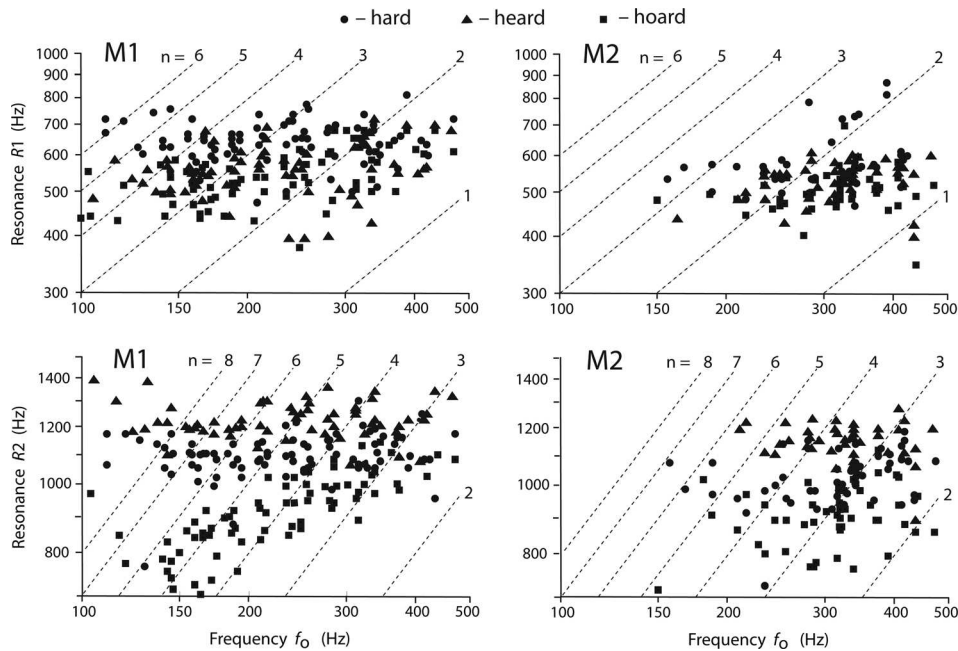 – hard – heard – hoard
M1
n = 6 5 4 3 2
1
1000
900
800
700
600
500
400
300
Resonance R1 (Hz)
100 150 200 300 400 500
M2
n = 6 5 4 3 2
1
1000
900
800
700
600
500
400
300
100 150 200 300 400 500
M1
n = 8 7 6 5 4 3
2
1400
1200
1000
800
Resonance R2 (Hz)
100 150 200 300 400 500
Frequency fo (Hz)
M2
n = 8 7 6 5 4 3
2
1400
1200
1000
800
100 150 200 300 400 500
Frequency fo (Hz)